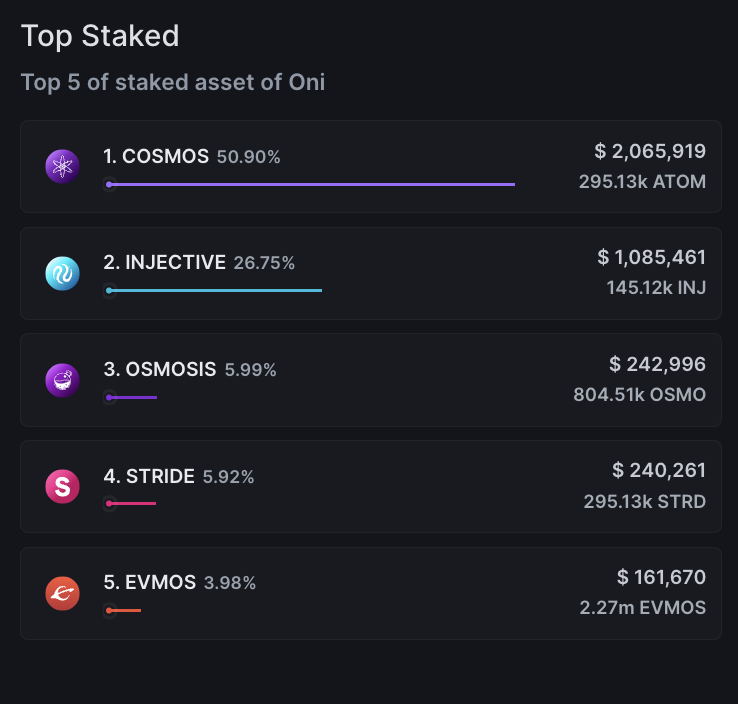 Top Staked
Top 5 of staked asset of Oni
1. COSMOS 50.90%
$ 2,065,919
295.13k ATOM
2. INJECTIVE 26.75%
$ 1,085,461
145.12k INJ
3. OSMOSIS 5.99%
$ 242,996
804.51k OSMO
S
4. STRIDE 5.92%
$ 240,261
295.13k STRD
5. EVMOS 3.98%
$ 161,670
2.27m EVMOS